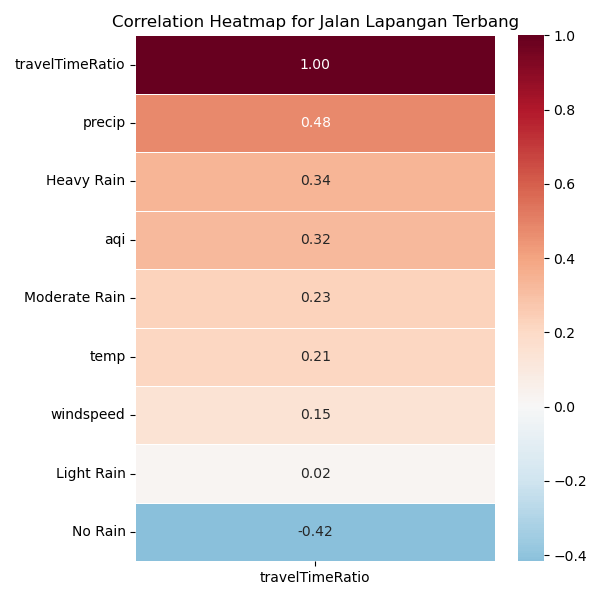 Correlation Heatmap for Jalan Lapangan Terbang
travelTimeRatio 1.00
precip 0.48
Heavy Rain 0.34
aqi 0.32
Moderate Rain 0.23
temp 0.21
windspeed 0.15
Light Rain 0.02
No Rain -0.42
travelTimeRatio
1.0
0.8
0.6
0.4
0.2
0.0
−0.2
−0.4